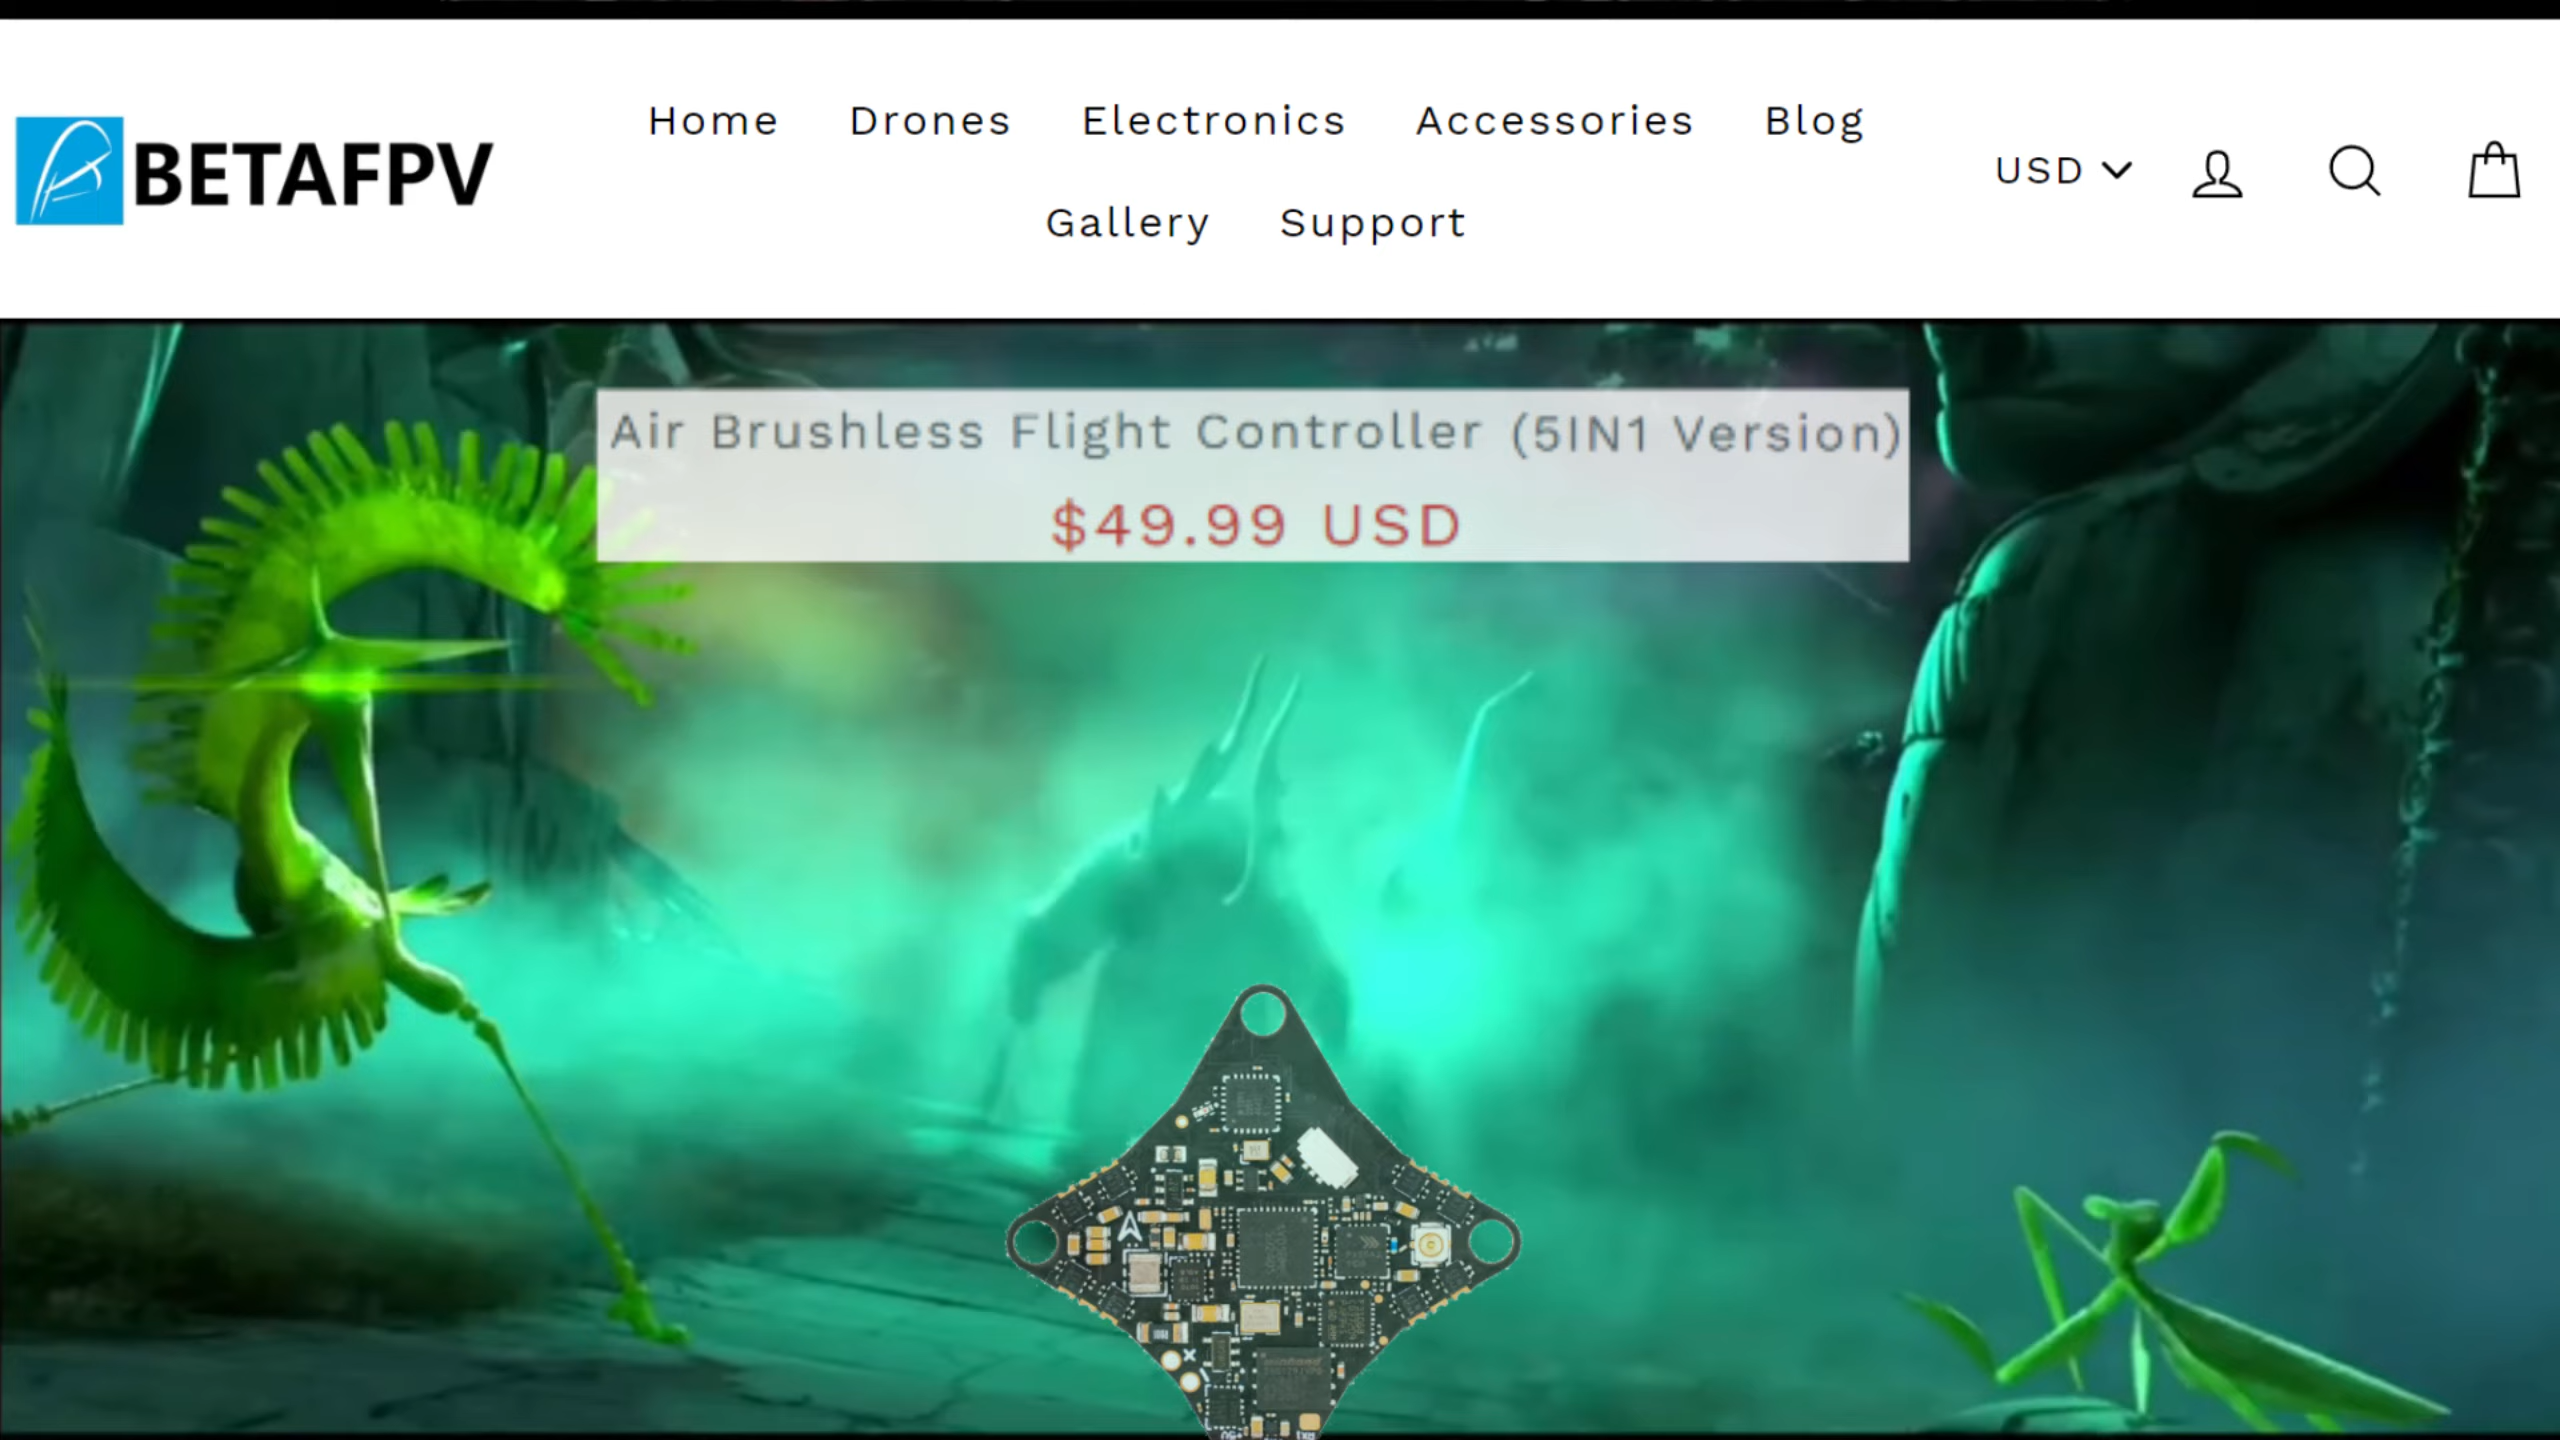 BETAFPV
Home Drones Electronics Accessories Blog
Gallery Support
USD
Air Brushless Flight Controller (5IN1 Version)
$49.99 USD